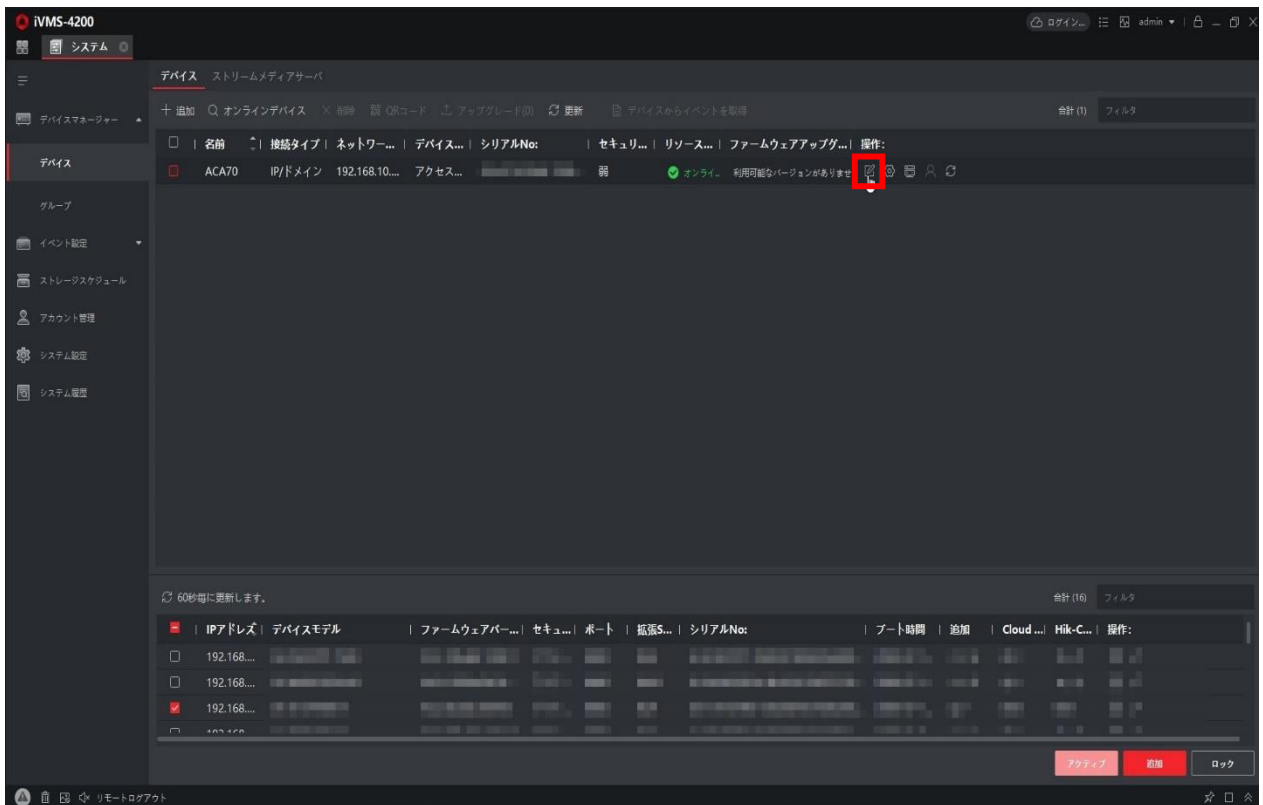 iVMS-4200 ログイン... admin
システム
デバイス ストリームメディアサーバ
追加 オンラインデバイス 削除 QRコード アップグレード(0) 更新 デバイスからイベントを取得 合計 (1) フィルタ
デバイスマネージャー
名前 接続タイプ ネットワー... デバイス... シリアルNo: セキュリ... リソース... ファームウェアアップグ... 操作:
デバイス
ACA70 IP/ドメイン 192.168.10.... アクセス... 弱 オンライ... 利用可能なバージョンがありませ
グループ
イベント設定
ストレージスケジュール
アカウント管理
システム設定
システム履歴
60秒毎に更新します。 合計 (16) フィルタ
IPアドレス デバイスモデル ファームウェアバー... セキュ... ポート 拡張S... シリアルNo: ブート時間 追加 Cloud ... Hik-C... 操作:
192.168....
192.168....
192.168....
192.168
アクティブ 追加 ロック
リモートログアウト